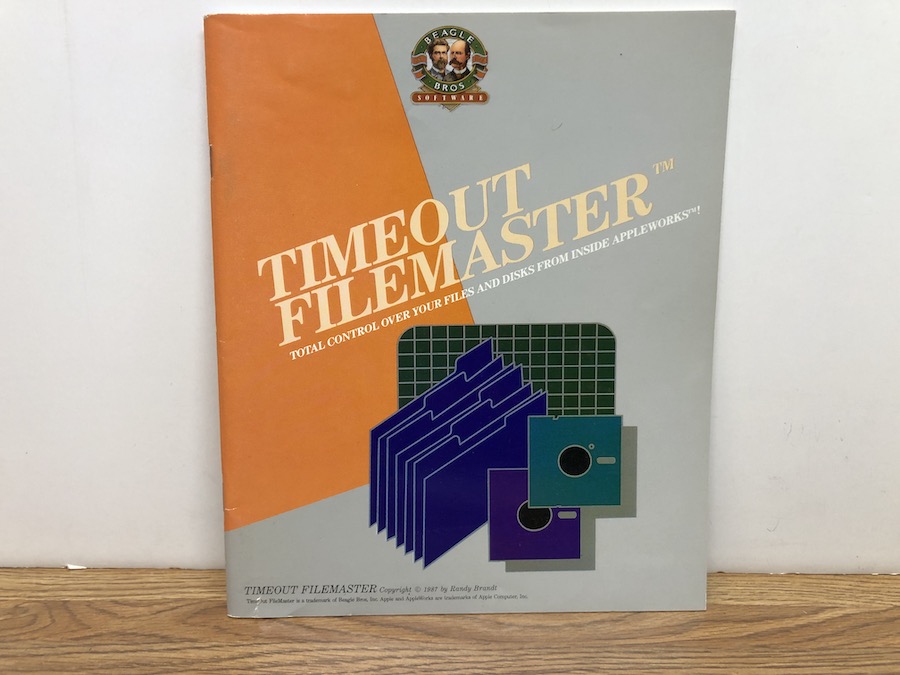 BEAGLE
BROS
SOFTWARE
TIMEOUT
FILEMASTER™
TOTAL CONTROL OVER YOUR FILES AND DISKS FROM INSIDE APPLEWORKS™!
TIMEOUT FILEMASTER Copyright © 1987 by Randy Brandt
TimeOut FileMaster is a trademark of Beagle Bros, Inc. Apple and AppleWorks are trademarks of Apple Computer, Inc.